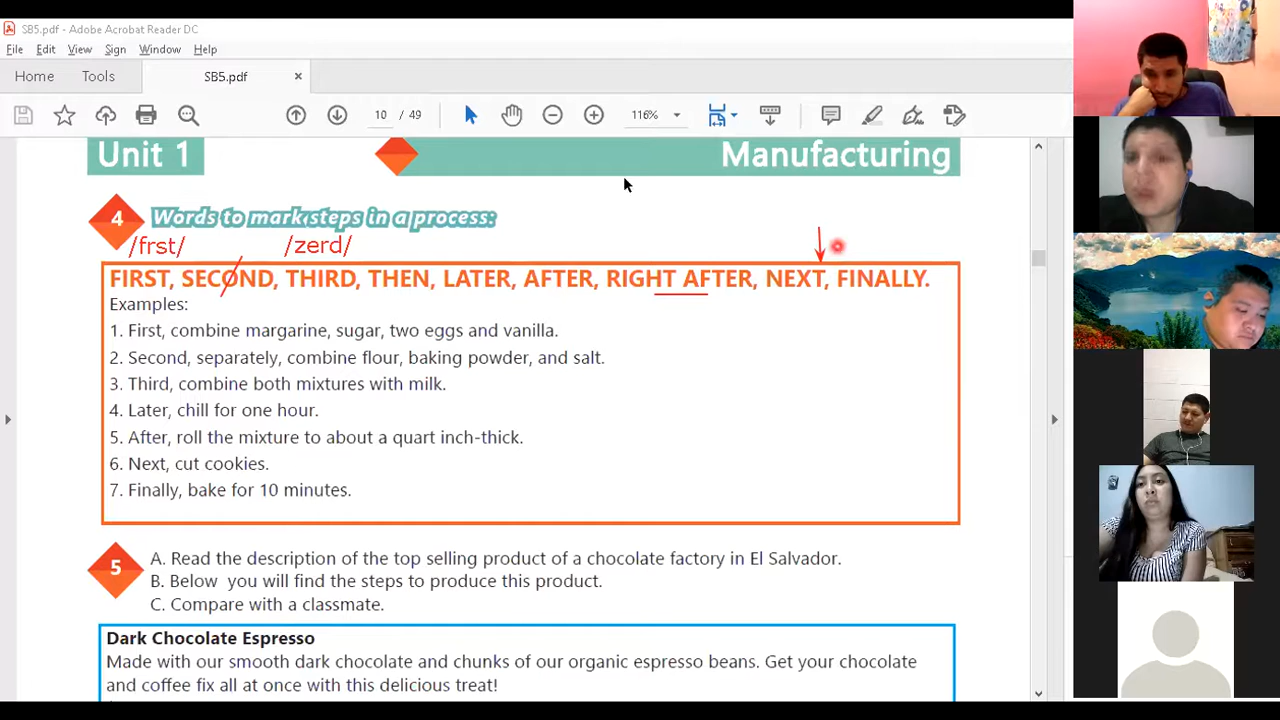 SB5.pdf - Adobe Acrobat Reader DC
File Edit View Sign Window Help
Home Tools SB5.pdf ×
10 / 49 116%
Unit 1 Manufacturing
4 Words to mark steps in a process:
/frst/ /zerd/
FIRST, SECOND, THIRD, THEN, LATER, AFTER, RIGHT AFTER, NEXT, FINALLY.
Examples:
1. First, combine margarine, sugar, two eggs and vanilla.
2. Second, separately, combine flour, baking powder, and salt.
3. Third, combine both mixtures with milk.
4. Later, chill for one hour.
5. After, roll the mixture to about a quart inch-thick.
6. Next, cut cookies.
7. Finally, bake for 10 minutes.
5 A. Read the description of the top selling product of a chocolate factory in El Salvador.
B. Below you will find the steps to produce this product.
C. Compare with a classmate.
Dark Chocolate Espresso
Made with our smooth dark chocolate and chunks of our organic espresso beans. Get your chocolate
and coffee fix all at once with this delicious treat!